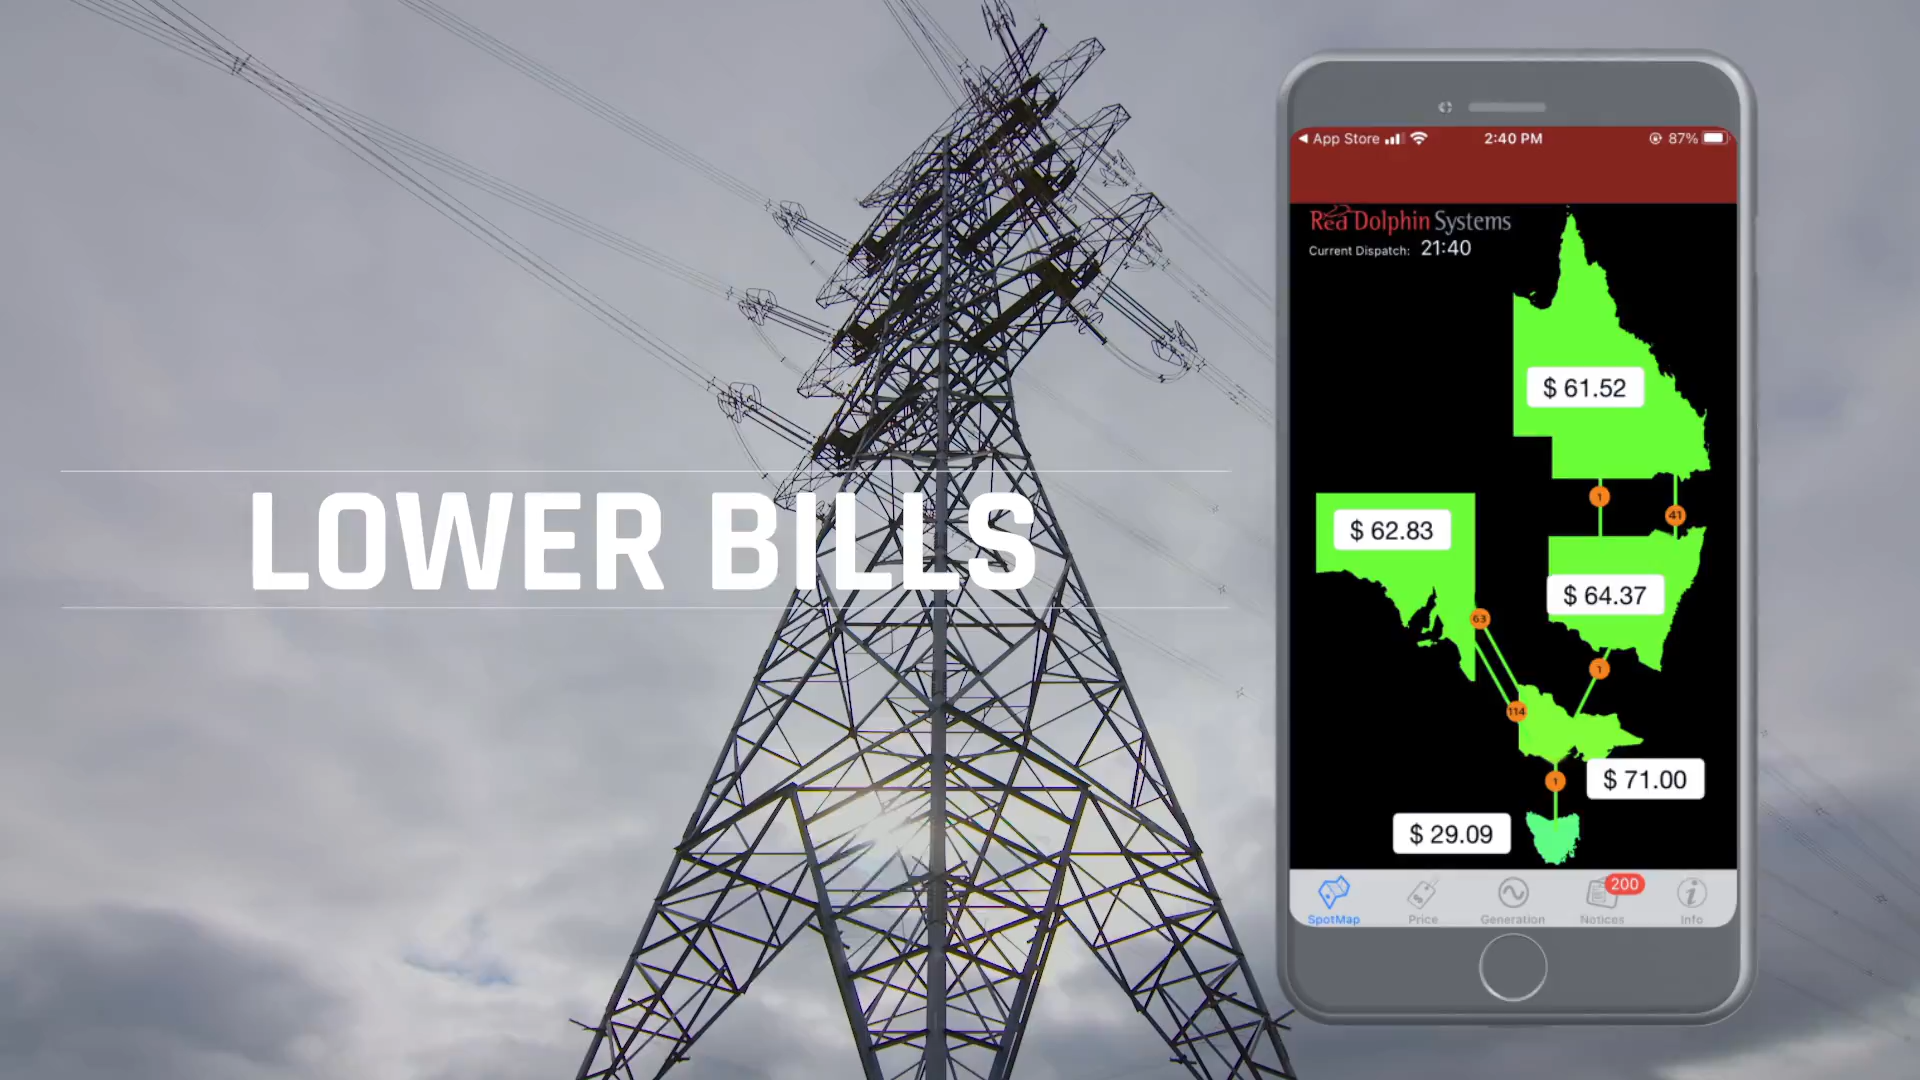 LOWER BILLS
App Store
2:40 PM
87%
Red Dolphin Systems
Current Dispatch: 21:40
$ 61.52
1
41
$ 62.83
$ 64.37
63
1
114
1
$ 71.00
$ 29.09
200
SpotMap
Price
Generation
Notices
Info